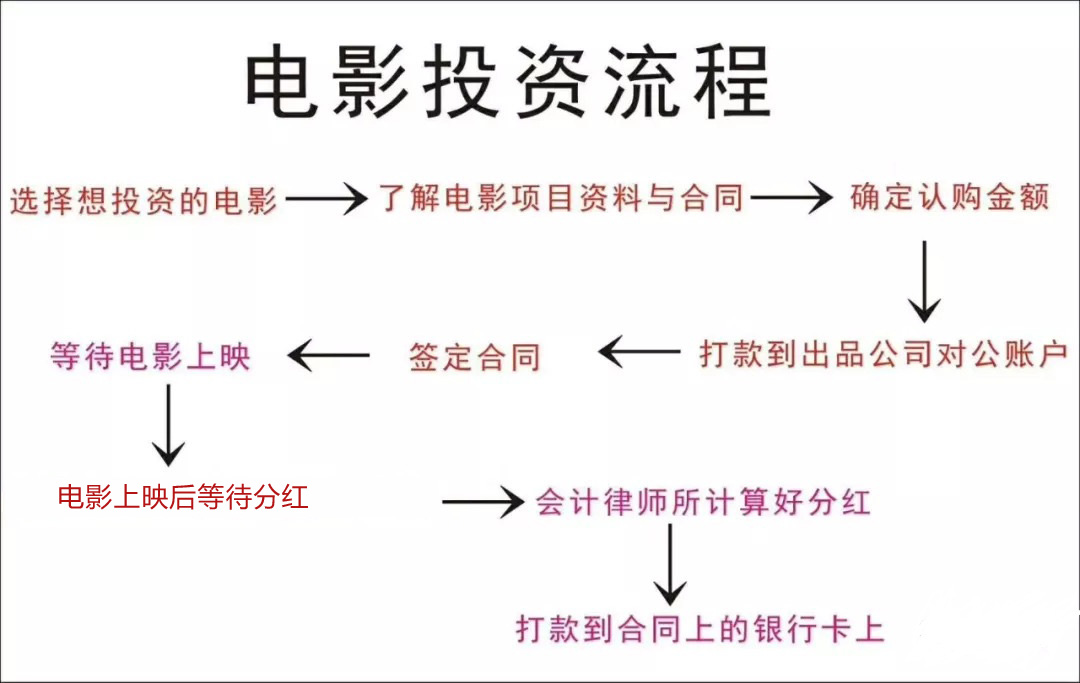 电影投资流程
选择想投资的电影
了解电影项目资料与合同
确定认购金额
打款到出品公司对公账户
签定合同
等待电影上映
电影上映后等待分红
会计律师所计算好分红
打款到合同上的银行卡上